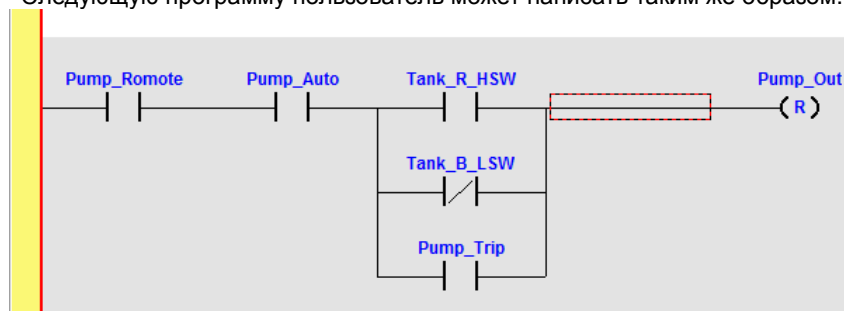 Следующую программу пользователь может написать таким же образом.
Pump_Romote Pump_Auto Tank_R_HSW Pump_Out
R
Tank_B_LSW
Pump_Trip